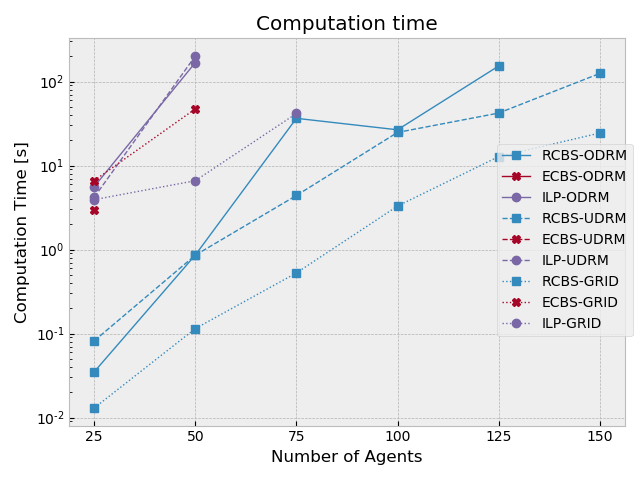 Computation time
Computation Time [s]
10²
10¹
10⁰
10⁻¹
10⁻²
25
50
75
100
125
150
Number of Agents
RCBS-ODRM
ECBS-ODRM
ILP-ODRM
RCBS-UDRM
ECBS-UDRM
ILP-UDRM
RCBS-GRID
ECBS-GRID
ILP-GRID